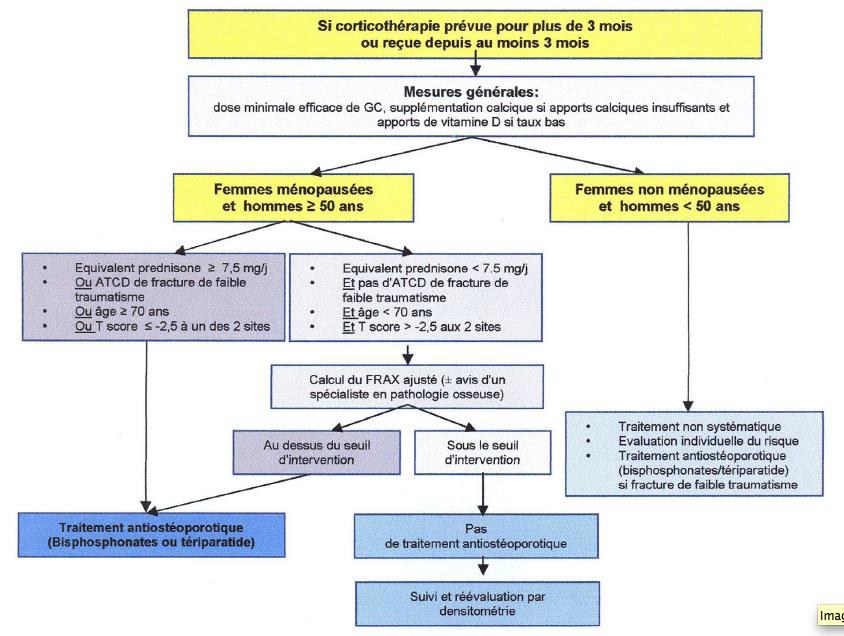 Si corticothérapie prévue pour plus de 3 mois
ou reçue depuis au moins 3 mois
Mesures générales:
dose minimale efficace de GC, supplémentation calcique si apports calciques insuffisants et
apports de vitamine D si taux bas
Femmes ménopausées
et hommes ≥ 50 ans
Femmes non ménopausées
et hommes < 50 ans
• Equivalent prednisone ≥ 7,5 mg/j
• Ou ATCD de fracture de faible
traumatisme
• Ou âge ≥ 70 ans
• Ou T score ≤ -2,5 à un des 2 sites
• Equivalent prednisone < 7.5 mg/j
• Et pas d'ATCD de fracture de
faible traumatisme
• Et âge < 70 ans
• Et T score > -2,5 aux 2 sites
Calcul du FRAX ajusté (± avis d'un
spécialiste en pathologie osseuse)
Au dessus du seuil
d'intervention
Sous le seuil
d'intervention
• Traitement non systématique
• Evaluation individuelle du risque
• Traitement antiostéoporotique
(bisphosphonates/tériparatide)
si fracture de faible traumatisme
Traitement antiostéoporotique
(Bisphosphonates ou tériparatide)
Pas
de traitement antiostéoporotique
Suivi et réévaluation par
densitométrie
Imag